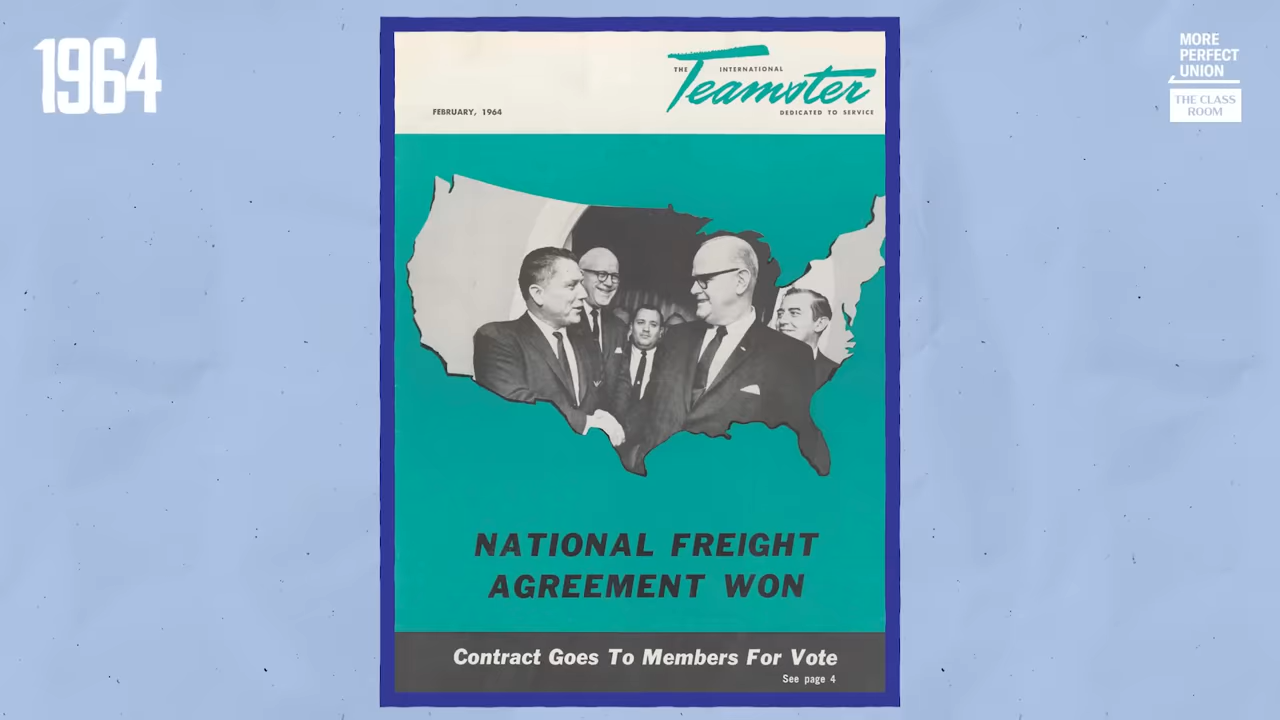 1964
MORE
PERFECT
UNION
THE CLASS
ROOM
THE INTERNATIONAL
Teamster
FEBRUARY, 1964
DEDICATED TO SERVICE
NATIONAL FREIGHT
AGREEMENT WON
Contract Goes To Members For Vote
See page 4